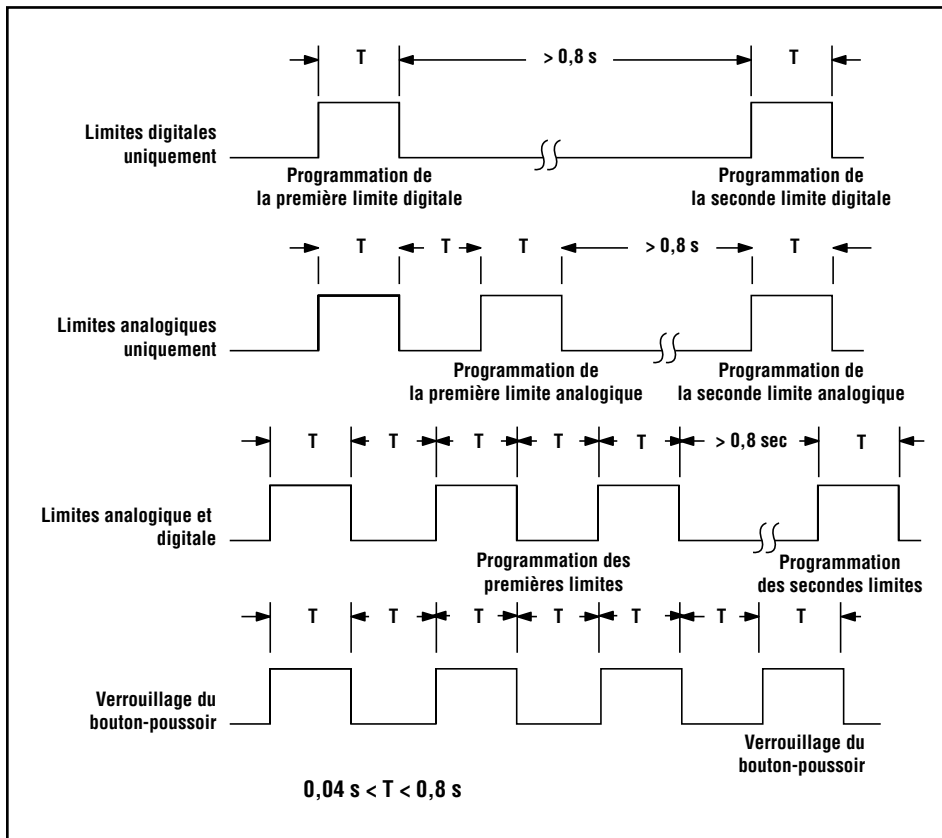 T > 0,8 s T
Limites digitales
uniquement
Programmation de
la première limite digitale
Programmation de
la seconde limite digitale
T T T > 0,8 s T
Limites analogiques
uniquement
Programmation de
la première limite analogique
Programmation de
la seconde limite analogique
T T T T T > 0,8 sec T
Limites analogique et
digitale
Programmation des
premières limites
Programmation
des secondes limites
T T T T T T T
Verrouillage du
bouton-poussoir
Verrouillage du
bouton-poussoir
0,04 s < T < 0,8 s